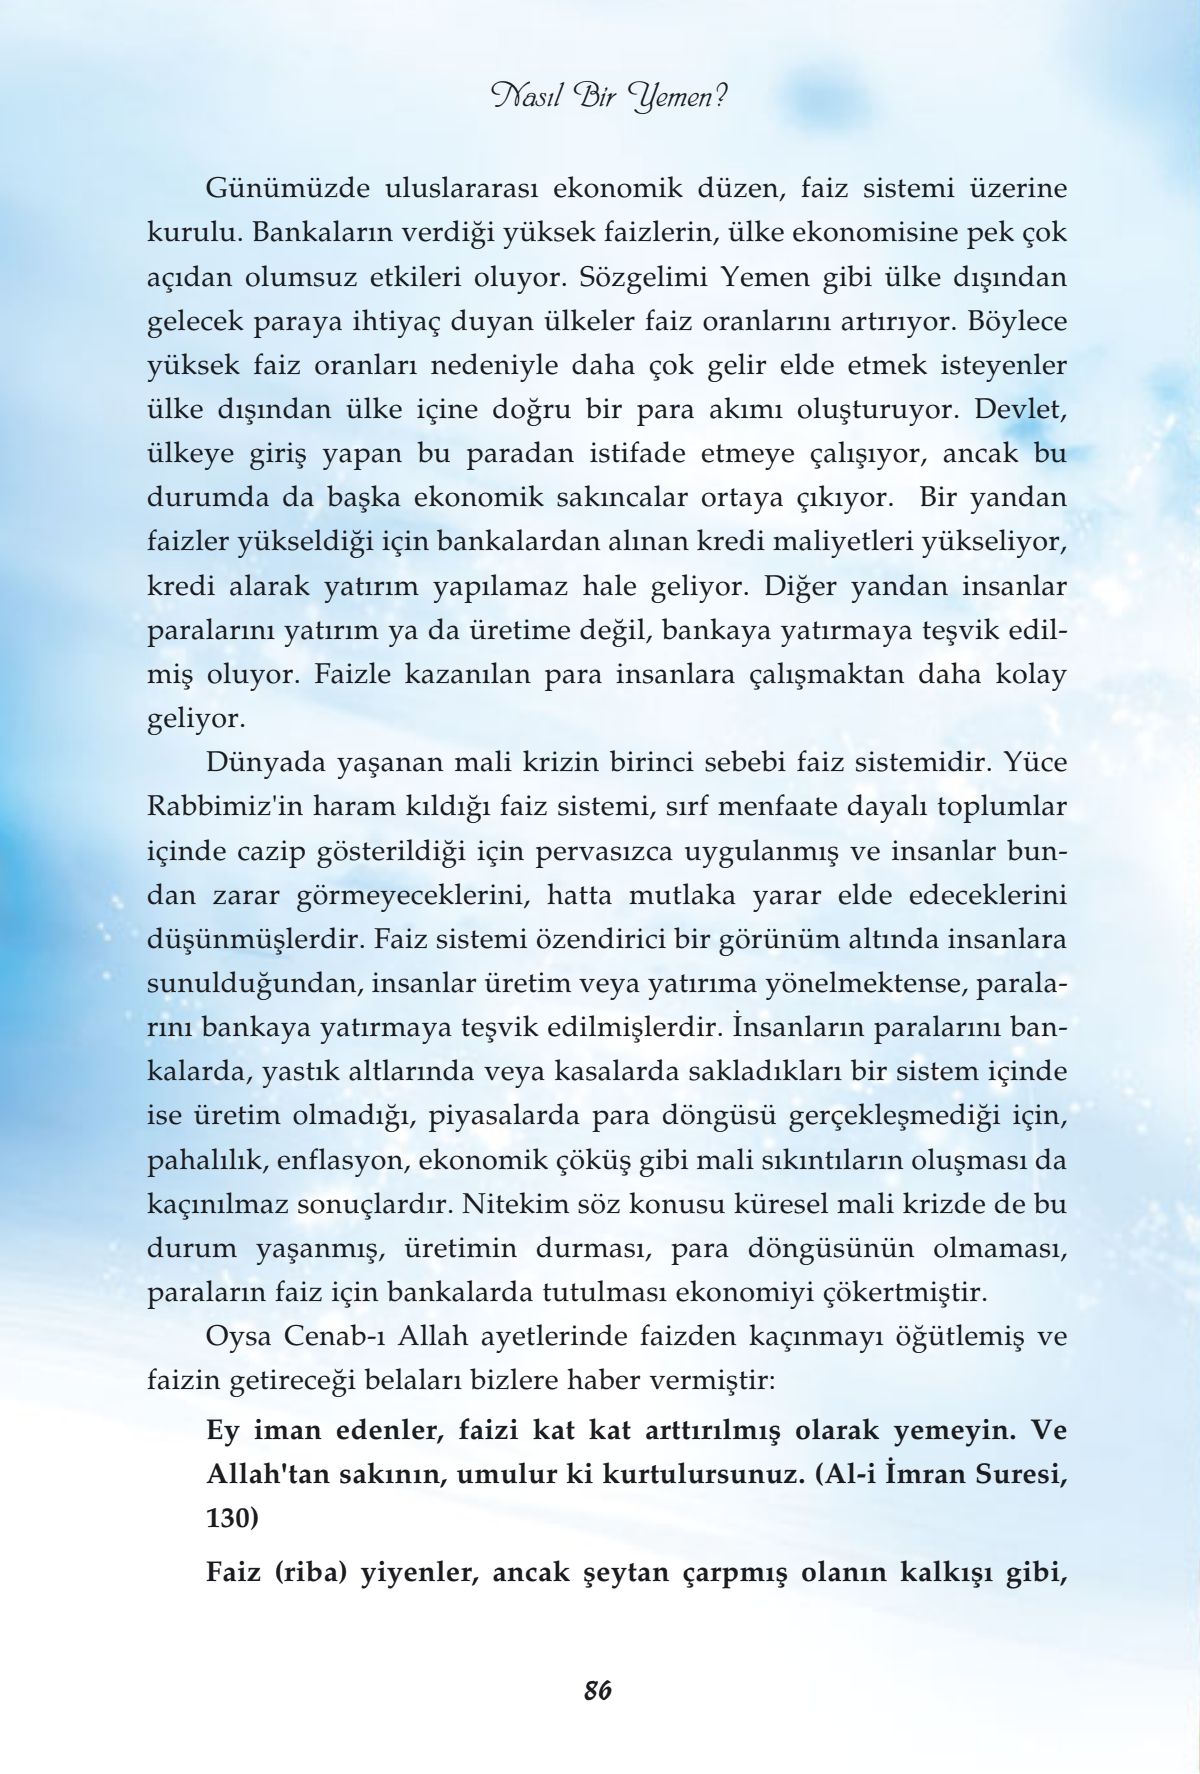 Nasıl Bir Yemen?
Günümüzde uluslararası ekonomik düzen, faiz sistemi üzerine
kurulu. Bankaların verdiği yüksek faizlerin, ülke ekonomisine pek çok
açıdan olumsuz etkileri oluyor. Sözgelimi Yemen gibi ülke dışından
gelecek paraya ihtiyaç duyan ülkeler faiz oranlarını artırıyor. Böylece
yüksek faiz oranları nedeniyle daha çok gelir elde etmek isteyenler
ülke dışından ülke içine doğru bir para akımı oluşturuyor. Devlet,
ülkeye giriş yapan bu paradan istifade etmeye çalışıyor, ancak bu
durumda da başka ekonomik sakıncalar ortaya çıkıyor.  Bir yandan
faizler yükseldiği için bankalardan alınan kredi maliyetleri yükseliyor,
kredi alarak yatırım yapılamaz hale geliyor. Diğer yandan insanlar
paralarını yatırım ya da üretime değil, bankaya yatırmaya teşvik edil-
miş oluyor. Faizle kazanılan para insanlara çalışmaktan daha kolay
geliyor.
Dünyada yaşanan mali krizin birinci sebebi faiz sistemidir. Yüce
Rabbimiz'in haram kıldığı faiz sistemi, sırf menfaate dayalı toplumlar
içinde cazip gösterildiği için pervasızca uygulanmış ve insanlar bun-
dan zarar görmeyeceklerini, hatta mutlaka yarar elde edeceklerini
düşünmüşlerdir. Faiz sistemi özendirici bir görünüm altında insanlara
sunulduğundan, insanlar üretim veya yatırıma yönelmektense, parala-
rını bankaya yatırmaya teşvik edilmişlerdir. İnsanların paralarını ban-
kalarda, yastık altlarında veya kasalarda sakladıkları bir sistem içinde
ise üretim olmadığı, piyasalarda para döngüsü gerçekleşmediği için,
pahalılık, enflasyon, ekonomik çöküş gibi mali sıkıntıların oluşması da
kaçınılmaz sonuçlardır. Nitekim söz konusu küresel mali krizde de bu
durum yaşanmış, üretimin durması, para döngüsünün olmaması,
paraların faiz için bankalarda tutulması ekonomiyi çökertmiştir.
Oysa Cenab-ı Allah ayetlerinde faizden kaçınmayı öğütlemiş ve
faizin getireceği belaları bizlere haber vermiştir:
Ey iman edenler, faizi kat kat arttırılmış olarak yemeyin. Ve
Allah'tan sakının, umulur ki kurtulursunuz. (Al-i İmran Suresi,
130)
Faiz (riba) yiyenler, ancak şeytan çarpmış olanın kalkışı gibi,
86